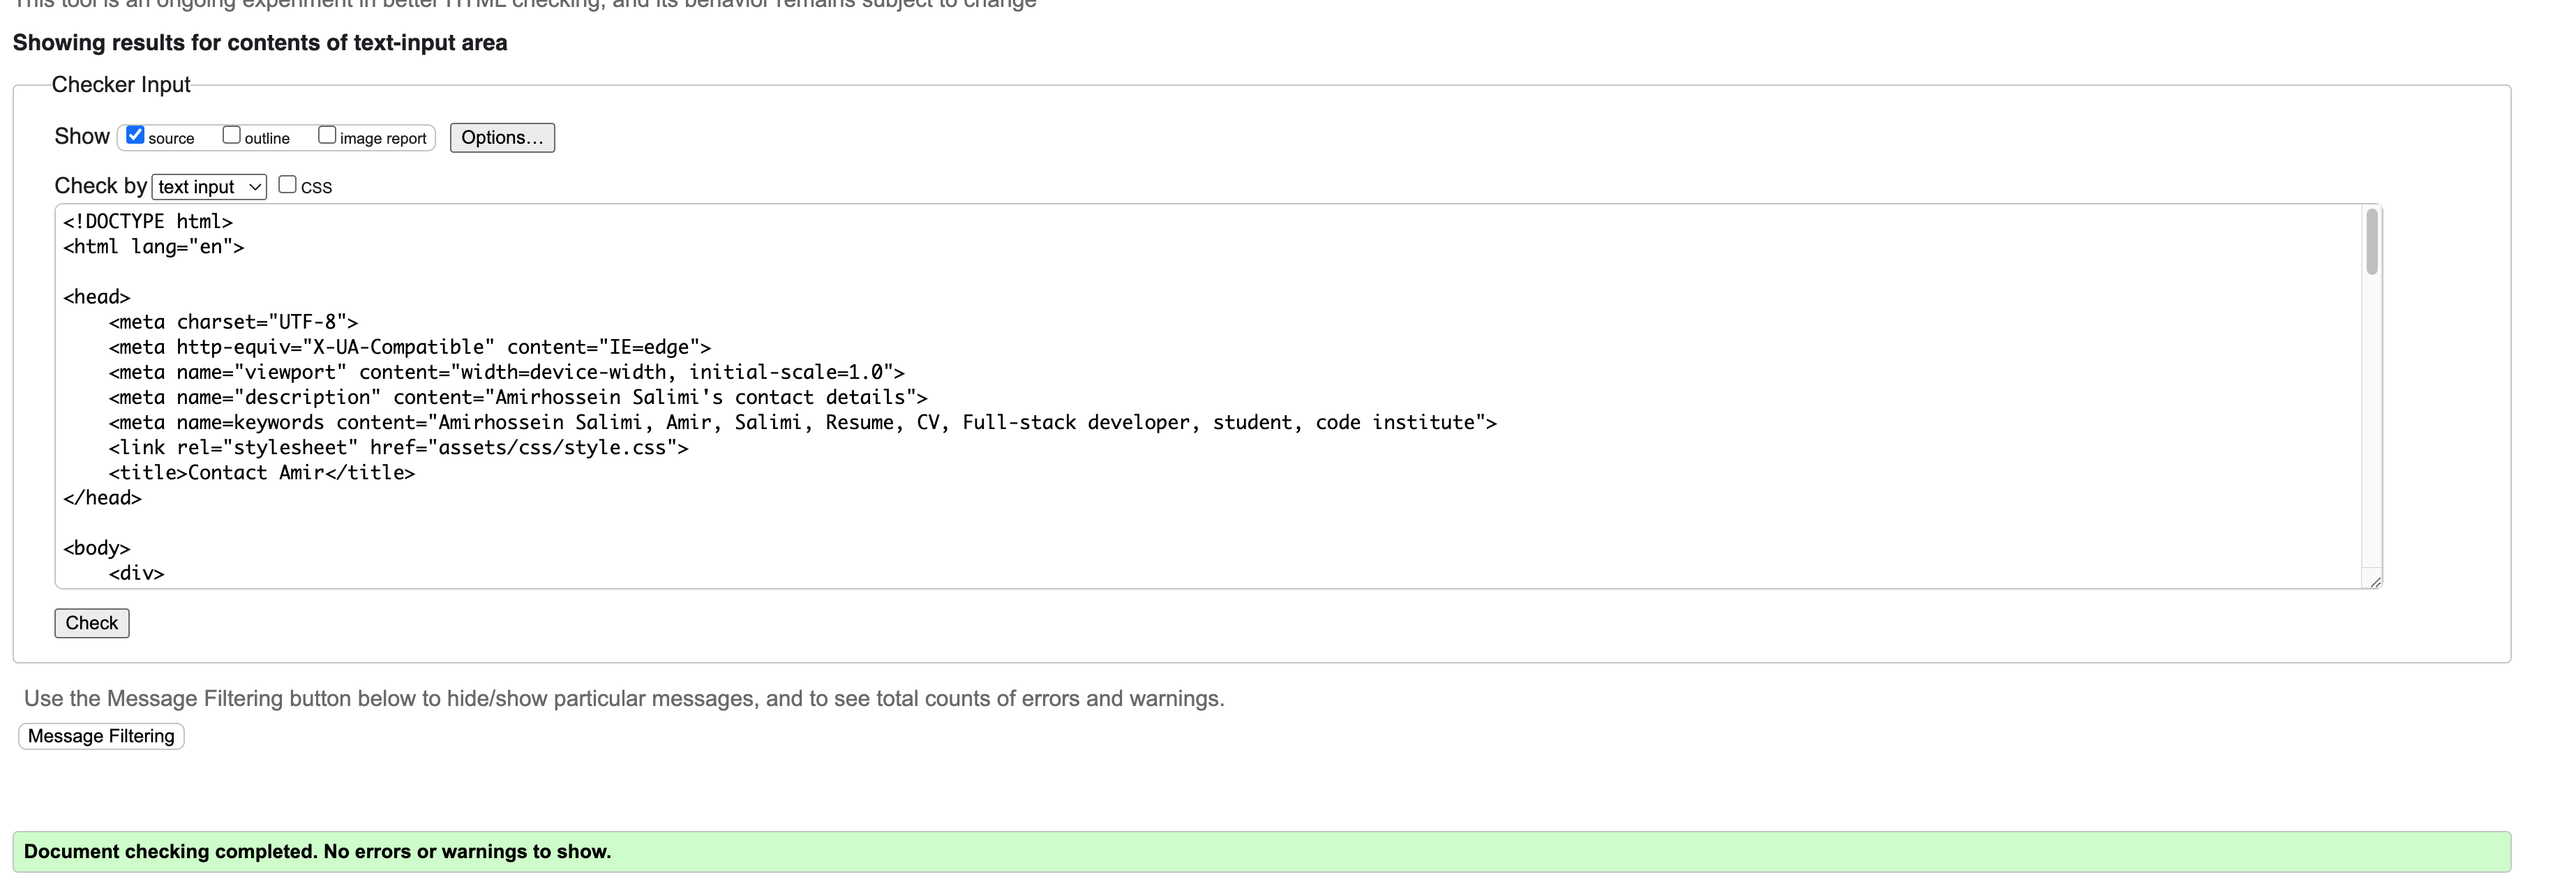 This tool is an ongoing experiment in better HTML checking, and its behavior remains subject to change
Showing results for contents of text-input area
Checker Input
Show source outline image report Options...
Check by text input CSS
<!DOCTYPE html>
<html lang="en">
<head>
<meta charset="UTF-8">
<meta http-equiv="X-UA-Compatible" content="IE=edge">
<meta name="viewport" content="width=device-width, initial-scale=1.0">
<meta name="description" content="Amirhossein Salimi's contact details">
<meta name=keywords content="Amirhossein Salimi, Amir, Salimi, Resume, CV, Full-stack developer, student, code institute">
<link rel="stylesheet" href="assets/css/style.css">
<title>Contact Amir</title>
</head>
<body>
<div>
Check
Use the Message Filtering button below to hide/show particular messages, and to see total counts of errors and warnings.
Message Filtering
Document checking completed. No errors or warnings to show.